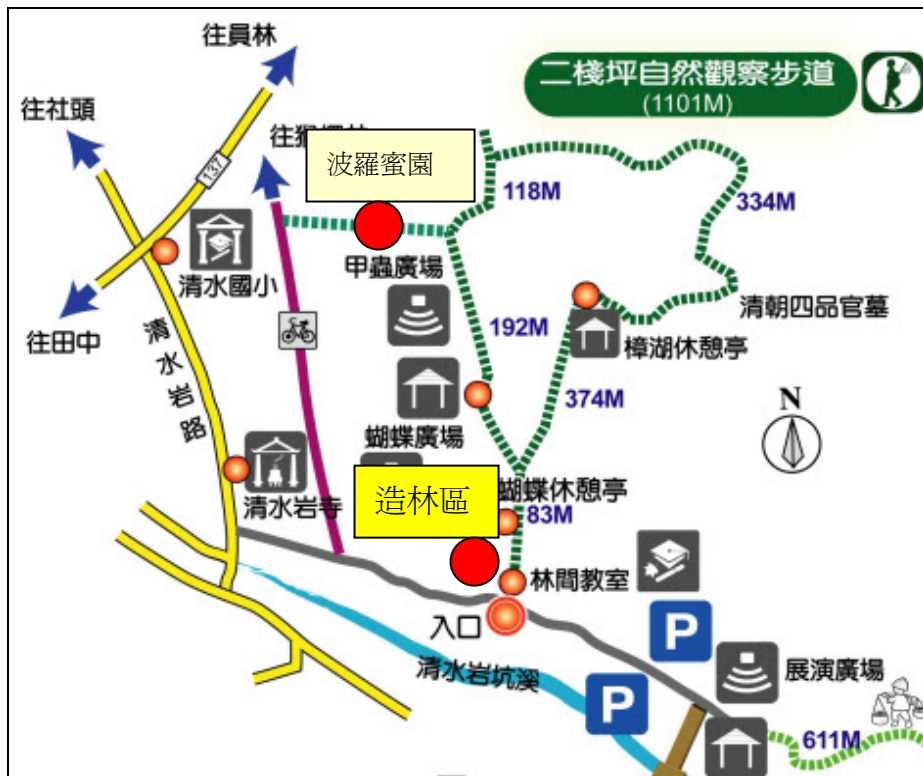 往員林
二棧坪自然觀察步道
(1101M)
往社頭
往猴探井
137
波羅蜜園
118M
334M
清水國小
甲蟲廣場
清朝四品官墓
往田中
192M
樟湖休憩亭
清水岩路
374M
N
蝴蝶廣場
清水岩寺
造林區
蝴蝶休憩亭
83M
林間教室
入口
P
清水岩坑溪
展演廣場
P
611M